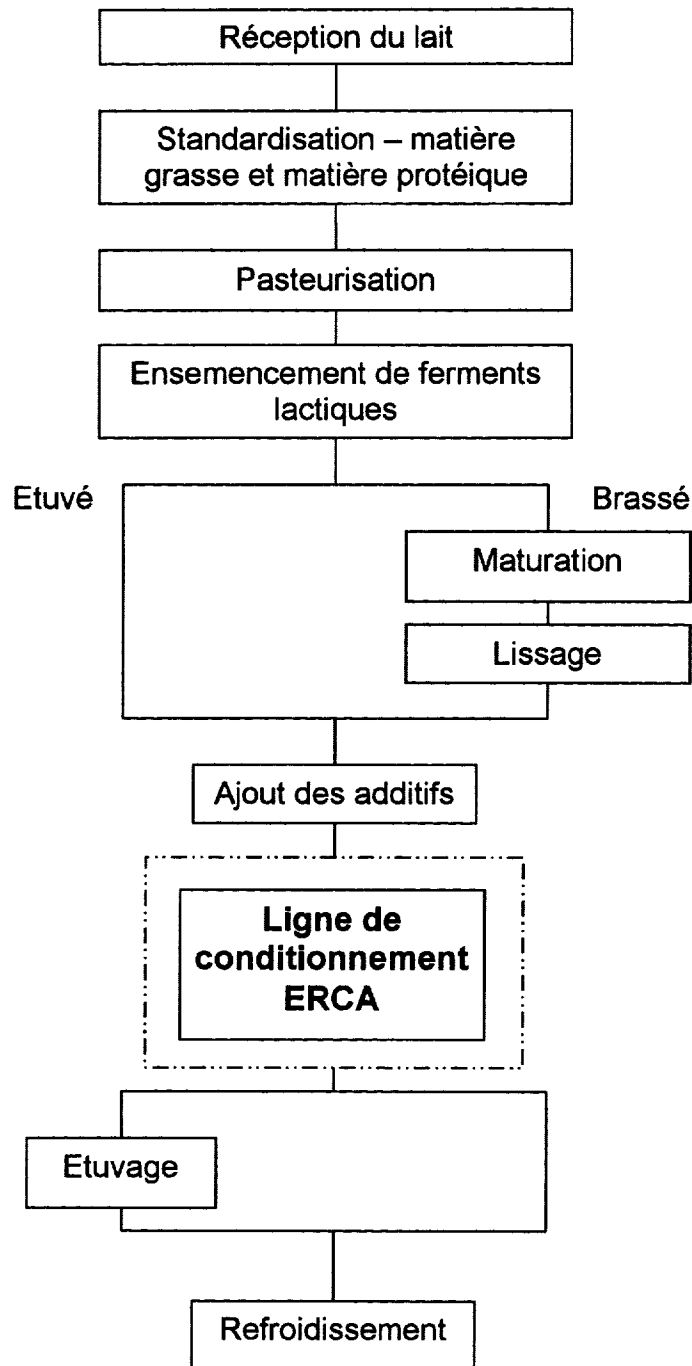 Réception du lait
Standardisation – matière
grasse et matière protéique
Pasteurisation
Ensemencement de ferments
lactiques
Etuvé
Brassé
Maturation
Lissage
Ajout des additifs
Ligne de
conditionnement
ERCA
Etuvage
Refroidissement